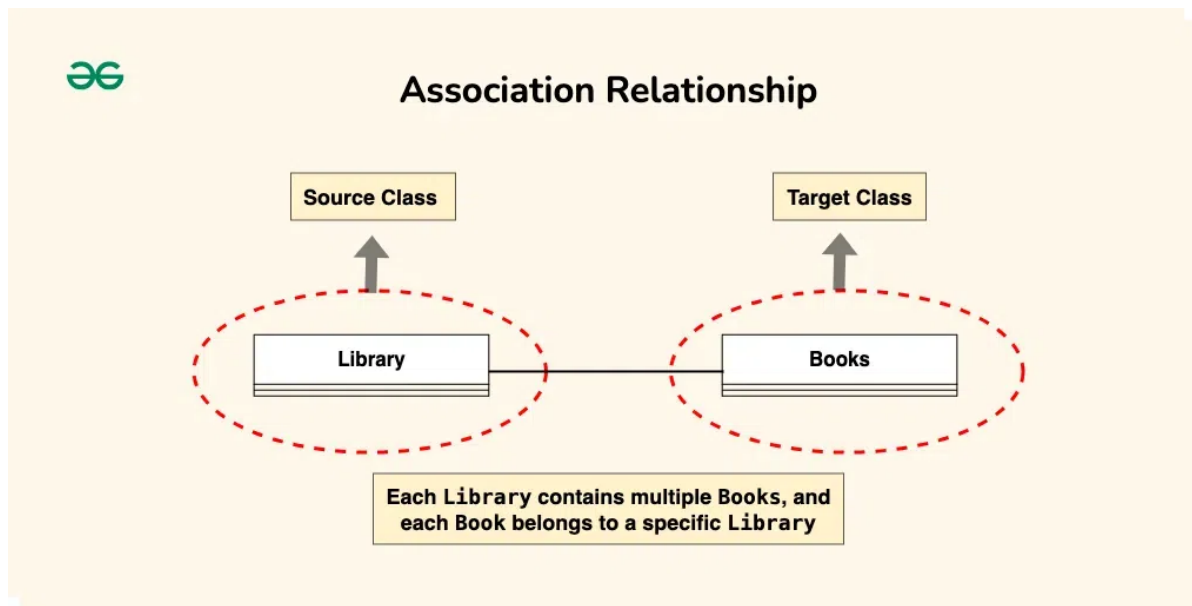 Association Relationship
Source Class
Target Class
Library
Books
Each Library contains multiple Books, and
each Book belongs to a specific Library